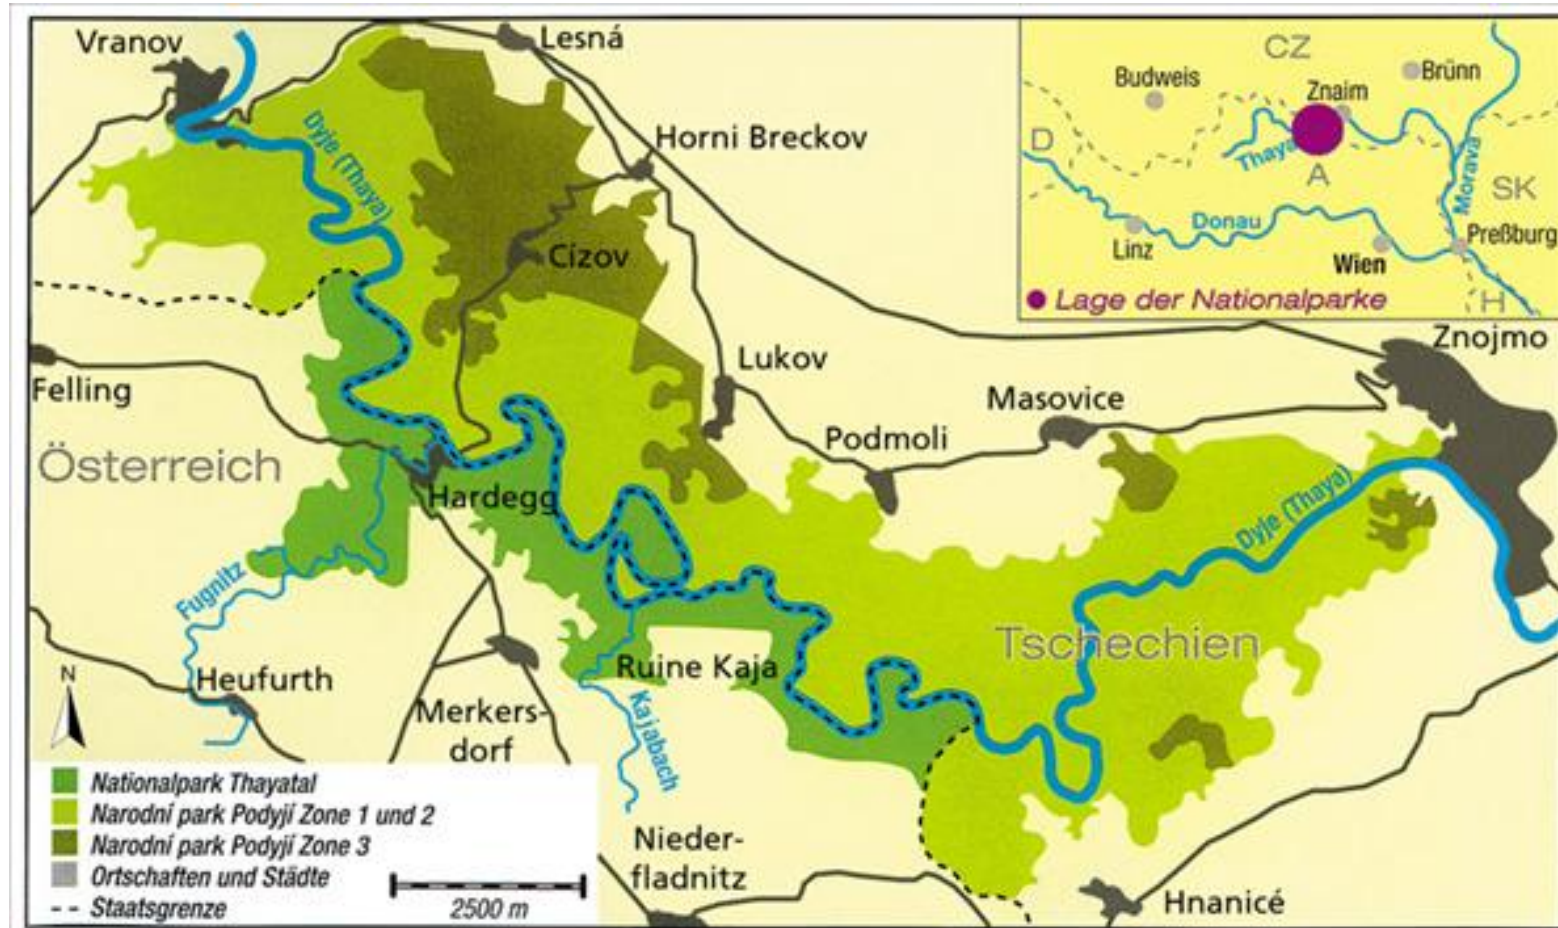 Vranov
Lesná
Dyje (Thaya)
Horni Breckov
Cízov
Felling
Lukov
Znojmo
Masovice
Podmoli
Österreich
Hardegg
Dyje (Thaya)
Fugnitz
Tschechien
Ruine Kaja
N
Heufurth
Merkers-
dorf
Kajabach
Nieder-
fladnitz
Hnanicé
Nationalpark Thayatal
Narodní park Podyjí Zone 1 und 2
Narodní park Podyjí Zone 3
Ortschaften und Städte
Staatsgrenze
2500 m
CZ
Budweis
Brünn
Znaim
D
Thaya
A
Morava
SK
Donau
Linz
Wien
Preßburg
H
Lage der Nationalparke